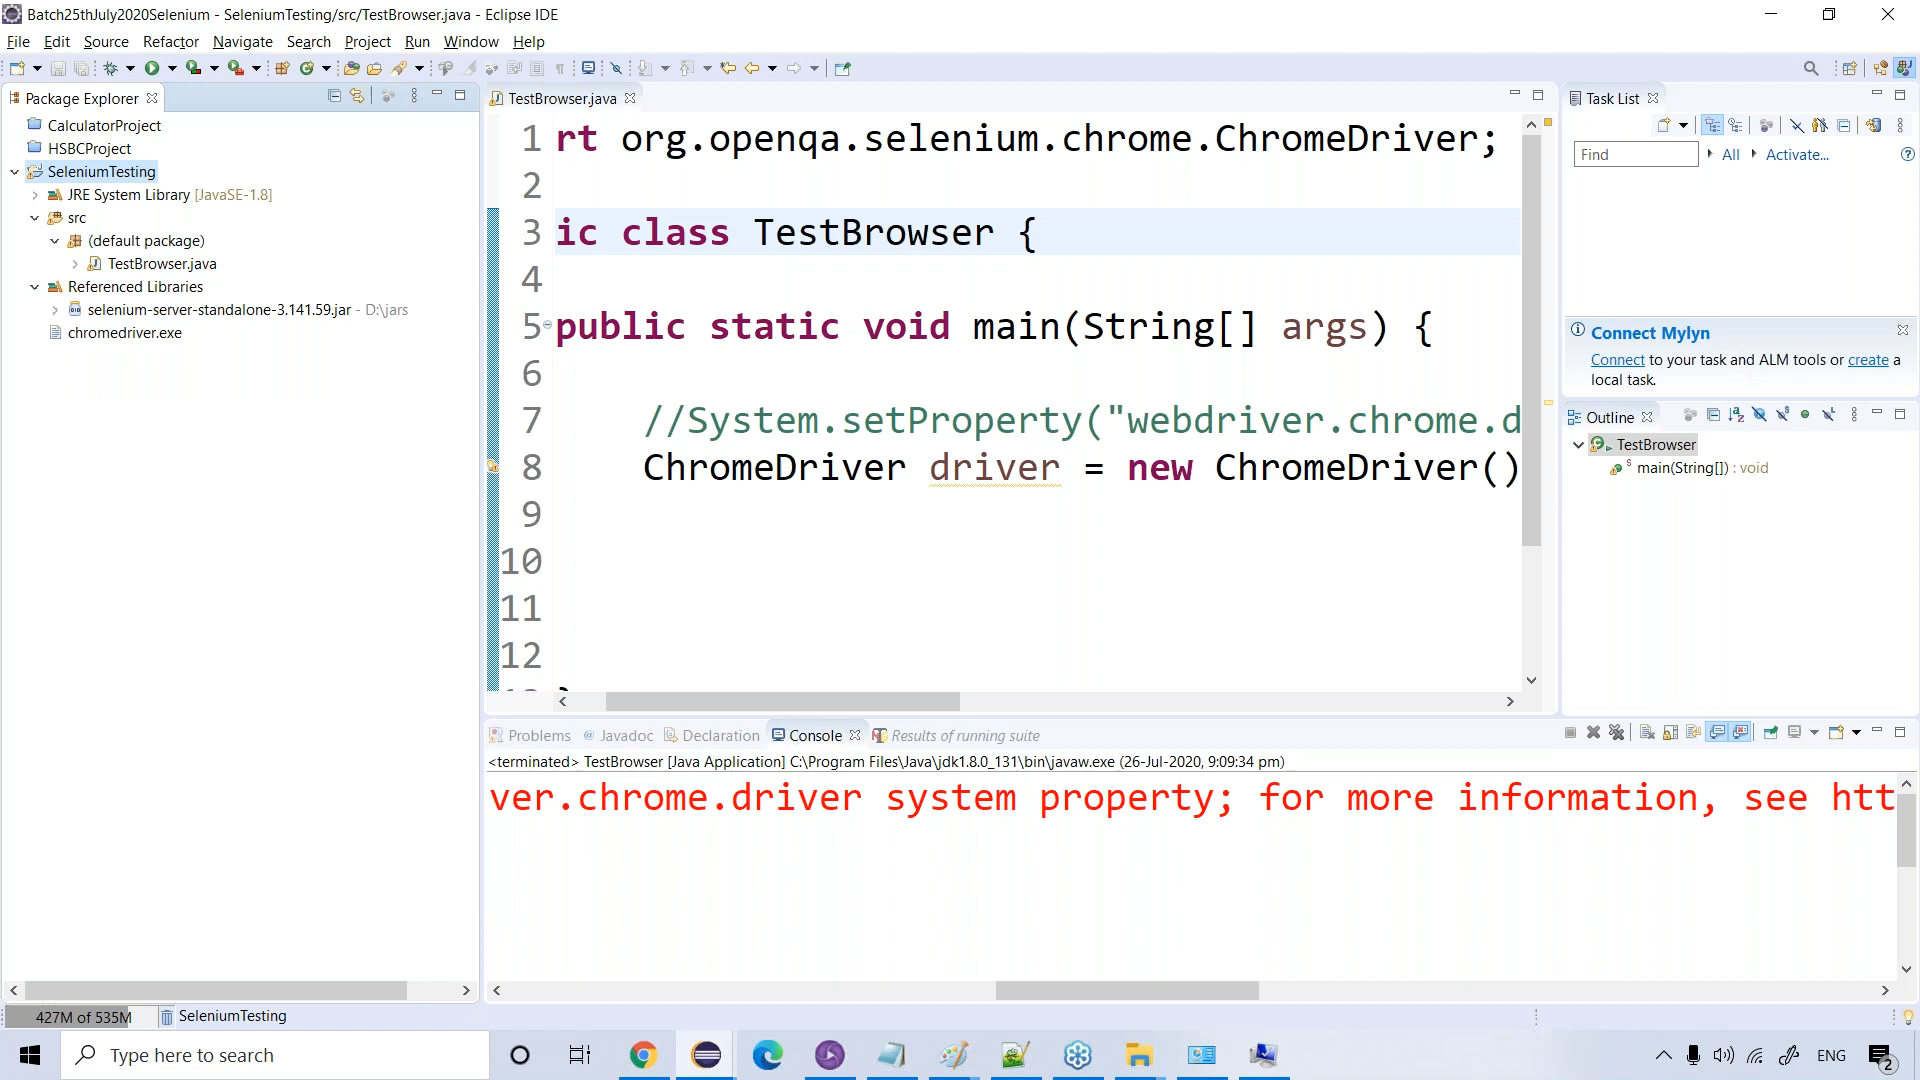 Batch25thJuly2020Selenium - SeleniumTesting/src/TestBrowser.java - Eclipse IDE
File Edit Source Refactor Navigate Search Project Run Window Help
Package Explorer
CalculatorProject
HSBCProject
SeleniumTesting
JRE System Library [JavaSE-1.8]
src
(default package)
TestBrowser.java
Referenced Libraries
selenium-server-standalone-3.141.59.jar - D:\jars
chromedriver.exe
TestBrowser.java
1 rt org.openqa.selenium.chrome.ChromeDriver;
2
3 ic class TestBrowser {
4
5 public static void main(String[] args) {
6
7 //System.setProperty("webdriver.chrome.d
8 ChromeDriver driver = new ChromeDriver()
9
10
11
12
Task List
Find All Activate...
Connect Mylyn
Connect to your task and ALM tools or create a
local task.
Outline
TestBrowser
main(String[]) : void
Problems @ Javadoc Declaration Console Results of running suite
<terminated> TestBrowser [Java Application] C:\Program Files\Java\jdk1.8.0_131\bin\javaw.exe (26-Jul-2020, 9:09:34 pm)
ver.chrome.driver system property; for more information, see htt
427M of 535M SeleniumTesting
Type here to search
ENG
2